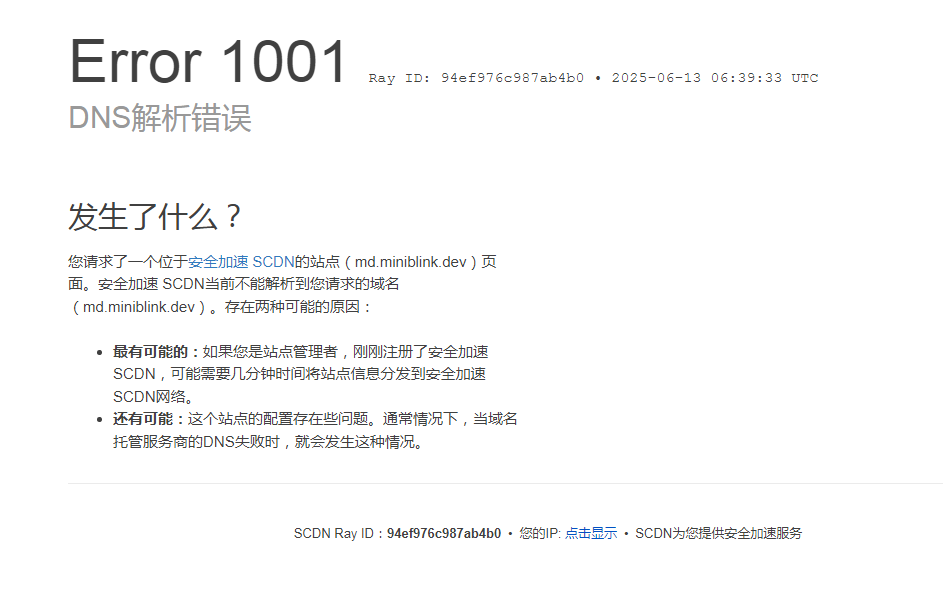 Error 1001 Ray ID: 94ef976c987ab4b0 • 2025-06-13 06:39:33 UTC
DNS解析错误
发生了什么？
您请求了一个位于安全加速 SCDN的站点（md.miniblink.dev）页
面。安全加速 SCDN当前不能解析到您请求的域名
（md.miniblink.dev）。存在两种可能的原因：
• 最有可能的：如果您是站点管理者，刚刚注册了安全加速
SCDN，可能需要几分钟时间将站点信息分发到安全加速
SCDN网络。
• 还有可能：这个站点的配置存在些问题。通常情况下，当域名
托管服务商的DNS失败时，就会发生这种情况。
SCDN Ray ID：94ef976c987ab4b0 • 您的IP: 点击显示 • SCDN为您提供安全加速服务